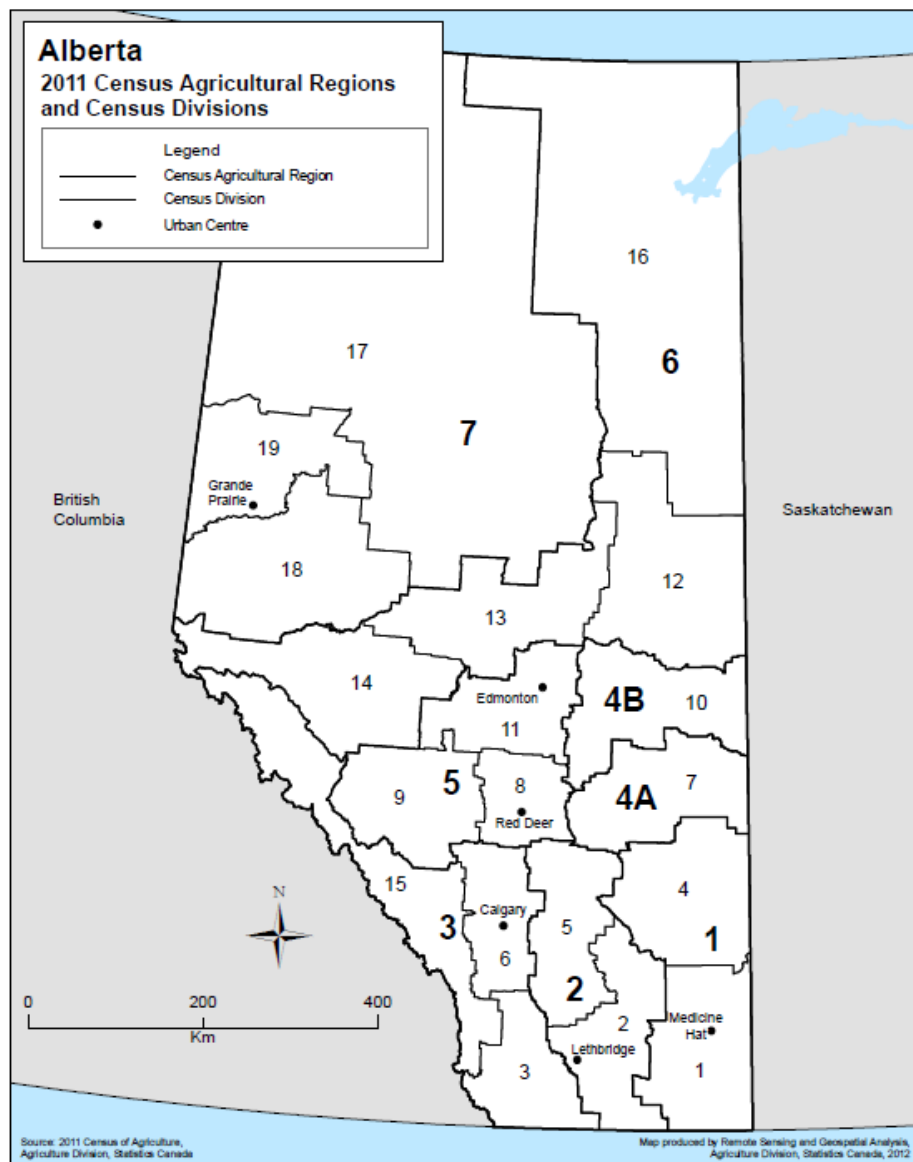 Alberta
2011 Census Agricultural Regions
and Census Divisions
Legend
Census Agricultural Region
Census Division
Urban Centre
16
17
6
7
19
Grande
Prairie
British
Columbia
Saskatchewan
18
12
13
14
Edmonton
4B
10
11
5
8
7
9
4A
Red Deer
15
4
N
Calgary
3
5
1
6
2
0
200
400
Km
2
Medicine
Hat
Lethbridge
3
1
Source: 2011 Census of Agriculture,
Agriculture Division, Statistics Canada
Map produced by Remote Sensing and Geospatial Analysis,
Agriculture Division, Statistics Canada, 2012